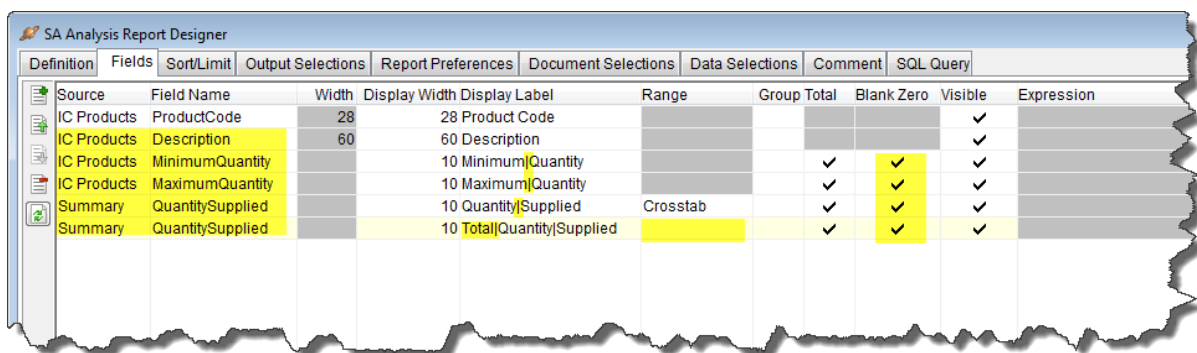 SA Analysis Report Designer
Definition Fields Sort/Limit Output Selections Report Preferences Document Selections Data Selections Comment SQL Query
Source Field Name Width Display Width Display Label Range Group Total Blank Zero Visible Expression
IC Products ProductCode 28 28 Product Code
IC Products Description 60 60 Description
IC Products MinimumQuantity 10 Minimum|Quantity
IC Products MaximumQuantity 10 Maximum|Quantity
Summary QuantitySupplied 10 Quantity|Supplied Crosstab
Summary QuantitySupplied 10 Total|Quantity|Supplied